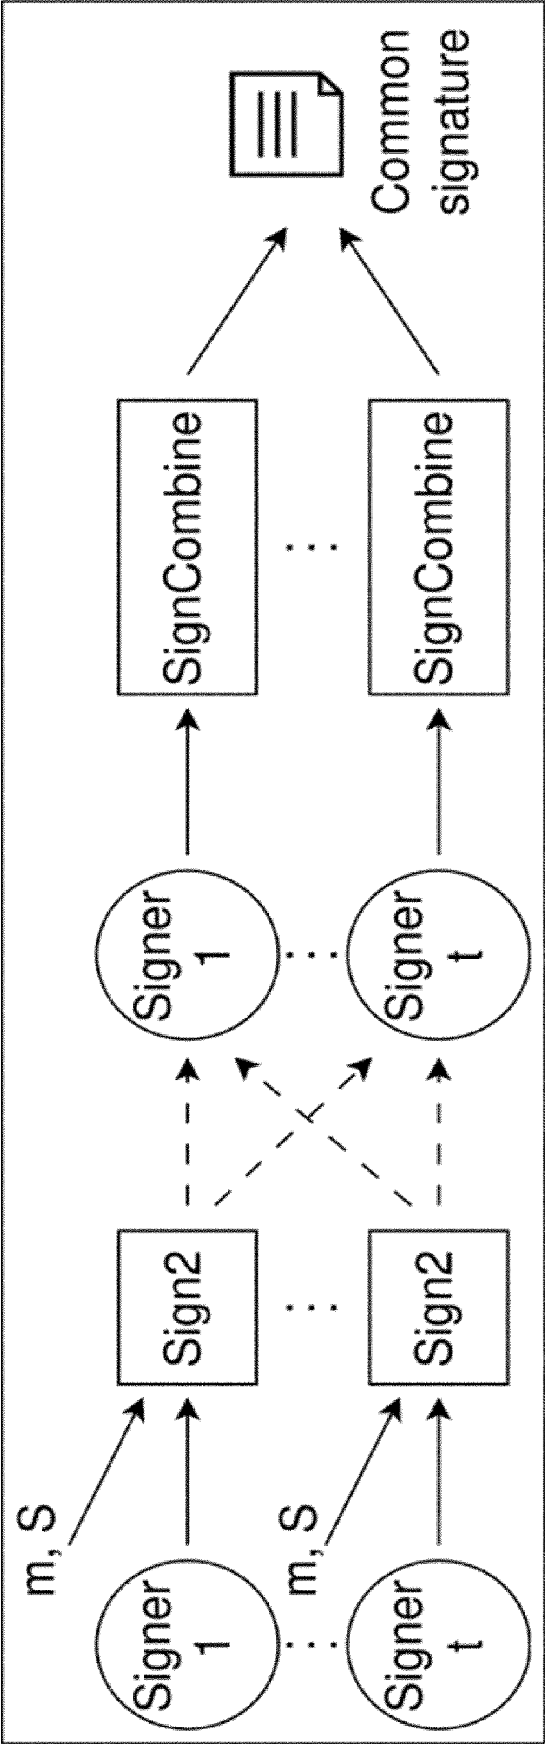 m, S
Signer
1
Sign2
Signer
1
SignCombine
...
...
...
...
m, S
Signer
t
Sign2
Signer
t
SignCombine
Common
signature